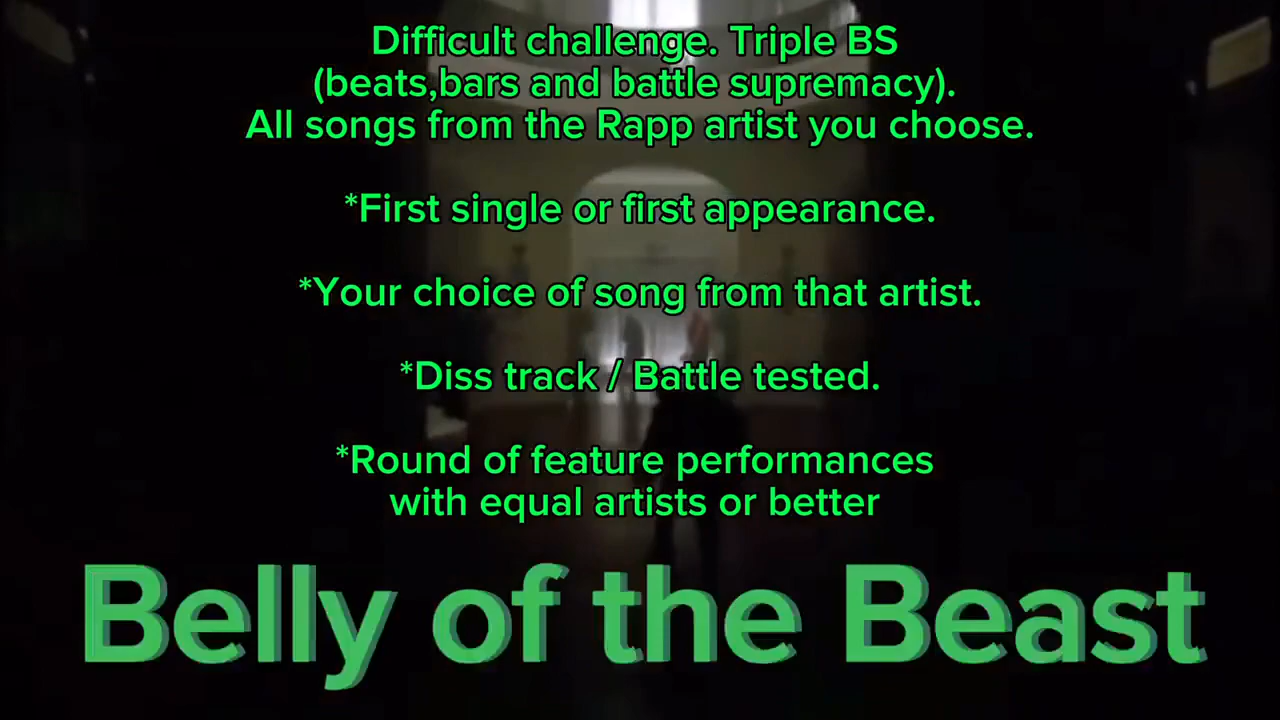 Difficult challenge. Triple BS
(beats,bars and battle supremacy).
All songs from the Rapp artist you choose.
*First single or first appearance.
*Your choice of song from that artist.
*Diss track / Battle tested.
*Round of feature performances
with equal artists or better
Belly of the Beast